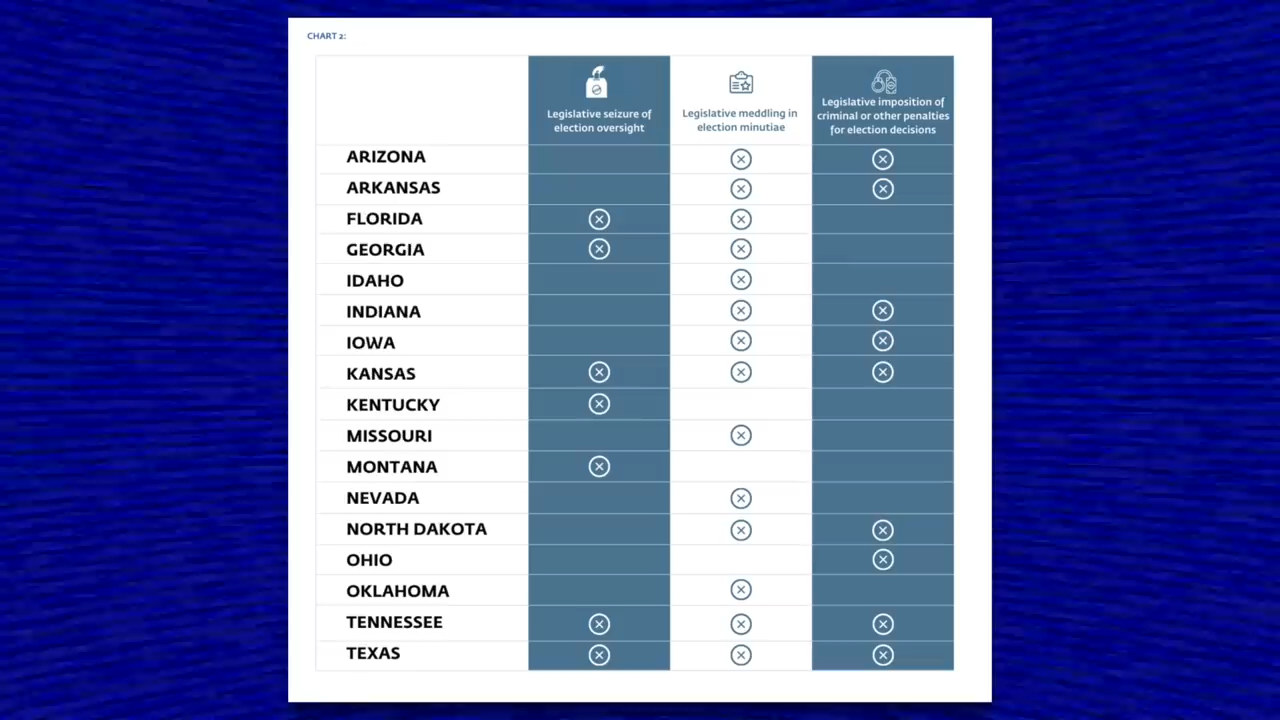 CHART 2:
Legislative seizure of
election oversight
Legislative meddling in
election minutiae
Legislative imposition of
criminal or other penalties
for election decisions
ARIZONA
ARKANSAS
FLORIDA
GEORGIA
IDAHO
INDIANA
IOWA
KANSAS
KENTUCKY
MISSOURI
MONTANA
NEVADA
NORTH DAKOTA
OHIO
OKLAHOMA
TENNESSEE
TEXAS